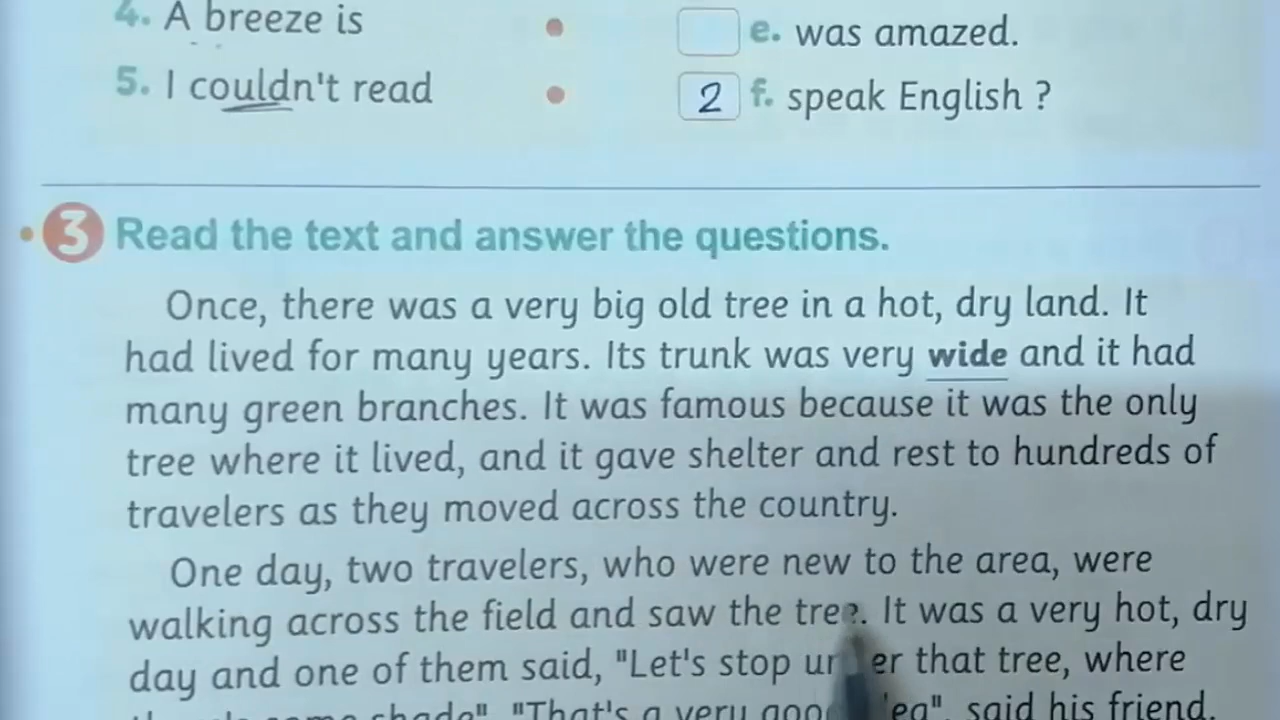 4. A breeze is
e. was amazed.
5. I couldn't read
2 f. speak English ?
3 Read the text and answer the questions.
Once, there was a very big old tree in a hot, dry land. It
had lived for many years. Its trunk was very wide and it had
many green branches. It was famous because it was the only
tree where it lived, and it gave shelter and rest to hundreds of
travelers as they moved across the country.
One day, two travelers, who were new to the area, were
walking across the field and saw the tree. It was a very hot, dry
day and one of them said, "Let's stop under that tree, where
some shade". "That's a very good idea", said his friend.